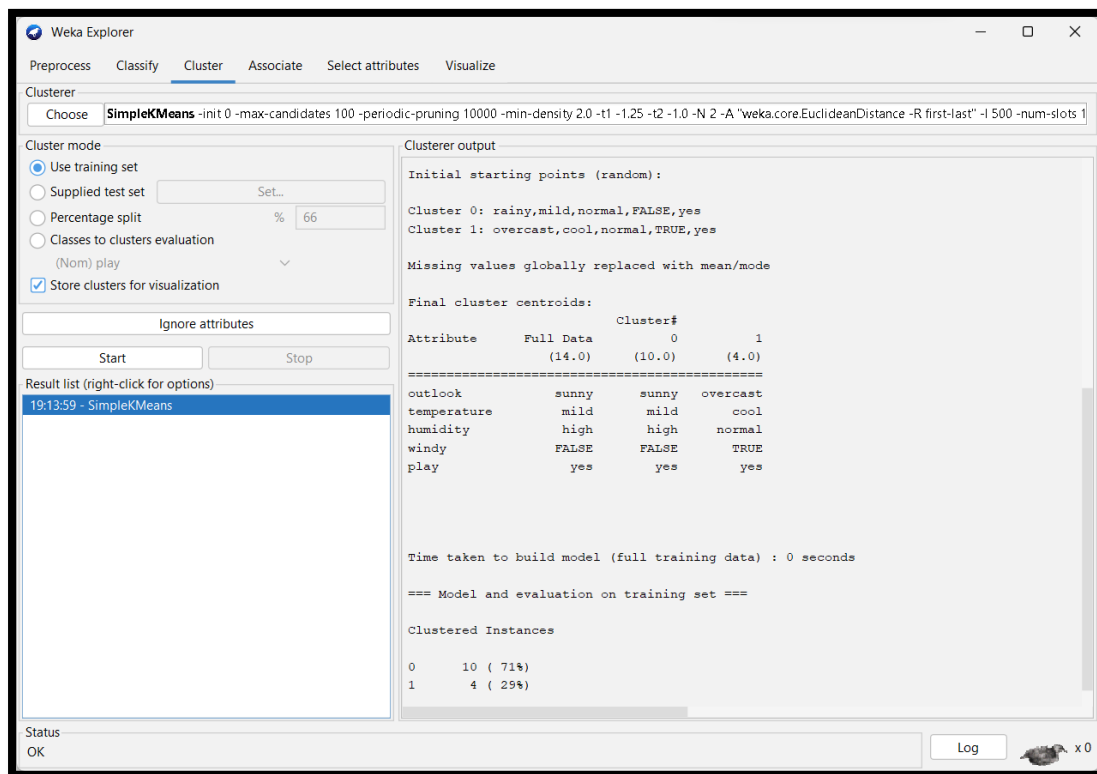 Weka Explorer
Preprocess Classify Cluster Associate Select attributes Visualize
Clusterer
Choose SimpleKMeans -init 0 -max-candidates 100 -periodic-pruning 10000 -min-density 2.0 -t1 -1.25 -t2 -1.0 -N 2 -A "weka.core.EuclideanDistance -R first-last" -I 500 -num-slots 1
Cluster mode
Use training set
Supplied test set Set...
Percentage split % 66
Classes to clusters evaluation
(Nom) play
Store clusters for visualization
Ignore attributes
Start Stop
Result list (right-click for options)
19:13:59 - SimpleKMeans
Clusterer output
Initial starting points (random):
Cluster 0: rainy,mild,normal,FALSE,yes
Cluster 1: overcast,cool,normal,TRUE,yes
Missing values globally replaced with mean/mode
Final cluster centroids:
Cluster#
Attribute Full Data 0 1
(14.0) (10.0) (4.0)
==============================================
outlook sunny sunny overcast
temperature mild mild cool
humidity high high normal
windy FALSE FALSE TRUE
play yes yes yes
Time taken to build model (full training data) : 0 seconds
=== Model and evaluation on training set ===
Clustered Instances
0 10 ( 71%)
1 4 ( 29%)
Status
OK
Log x 0